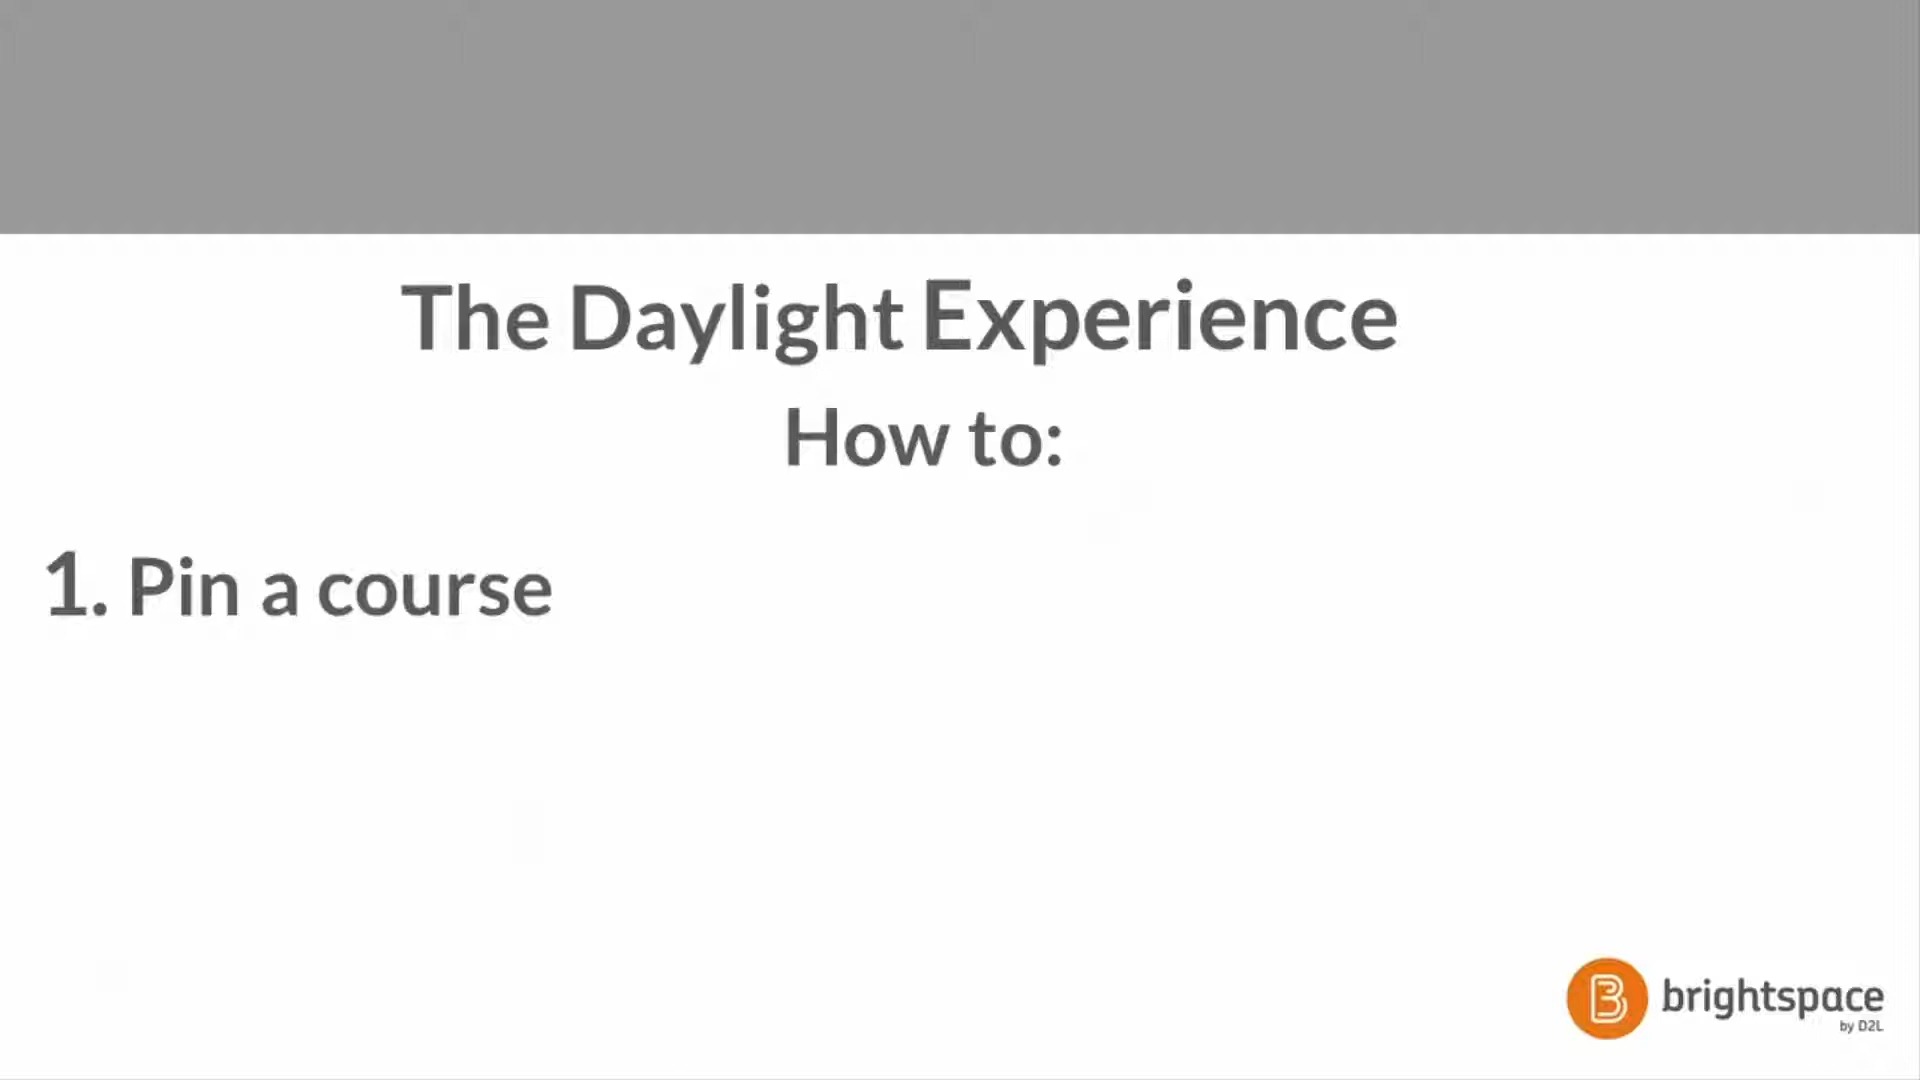 The Daylight Experience
How to:
1. Pin a course
brightspace
by D2L